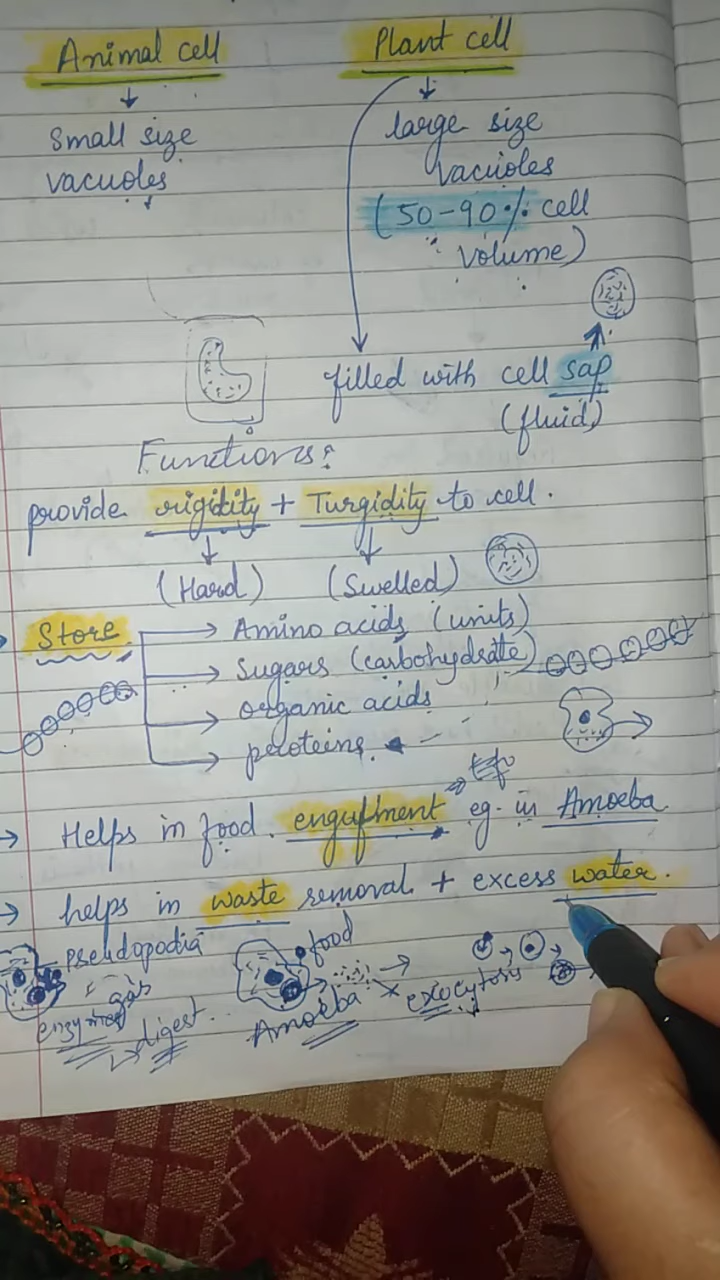 Animal cell
Plant cell
Small size
vacuoles
large size
vacuoles
(50-90% cell
volume)
filled with cell sap
(fluid)
Functions:
provide rigidity + Turgidity to cell.
(Hard) (Swelled)
Store
Amino acids (units)
Sugars (carbohydrate)
organic acids
proteins.
→ Helps in food engulfment eg. in Amoeba
→ helps in waste removal + excess water.
pseudopodia
food
enzymes
gas
digest
Amoeba
exocytosis